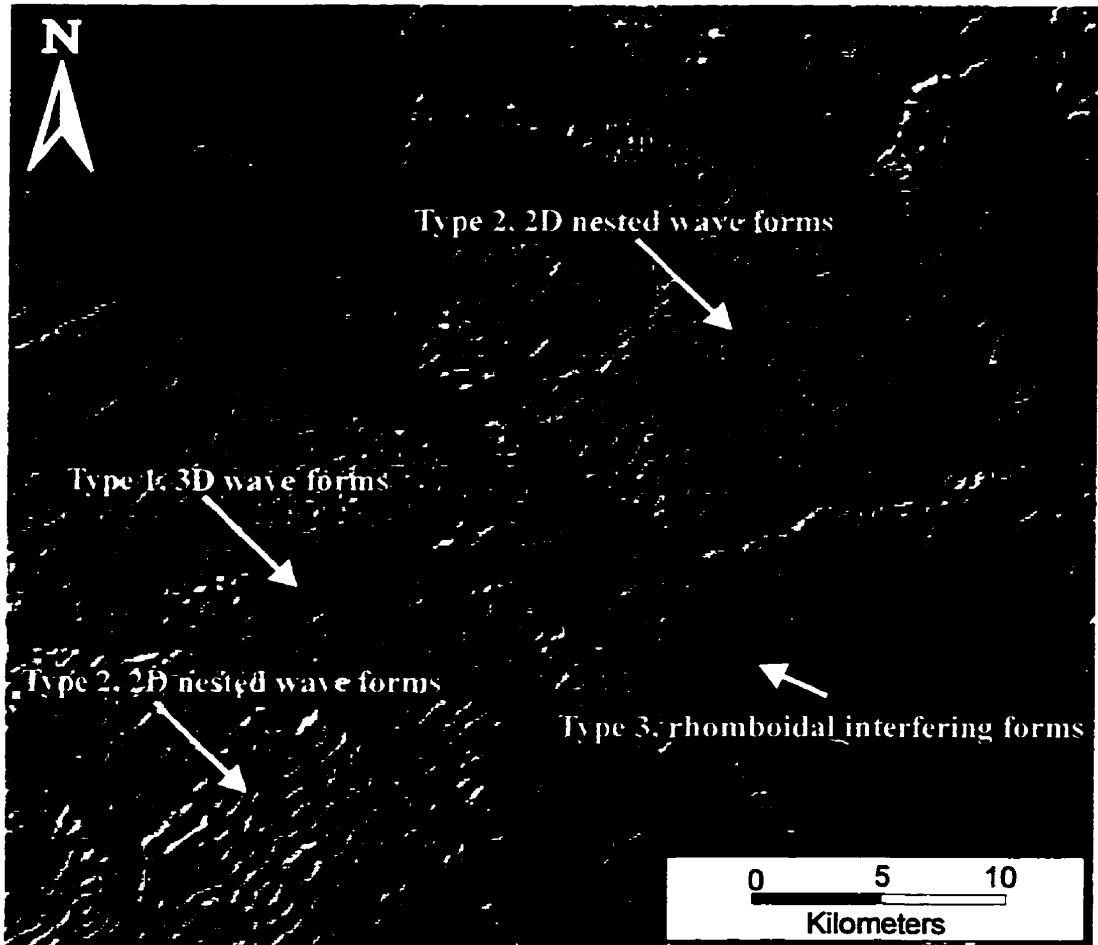 N
Type 2. 2D nested wave forms
Type 1. 3D wave forms
Type 2. 2D nested wave forms
Type 3. rhomboidal interfering forms
0 5 10
Kilometers